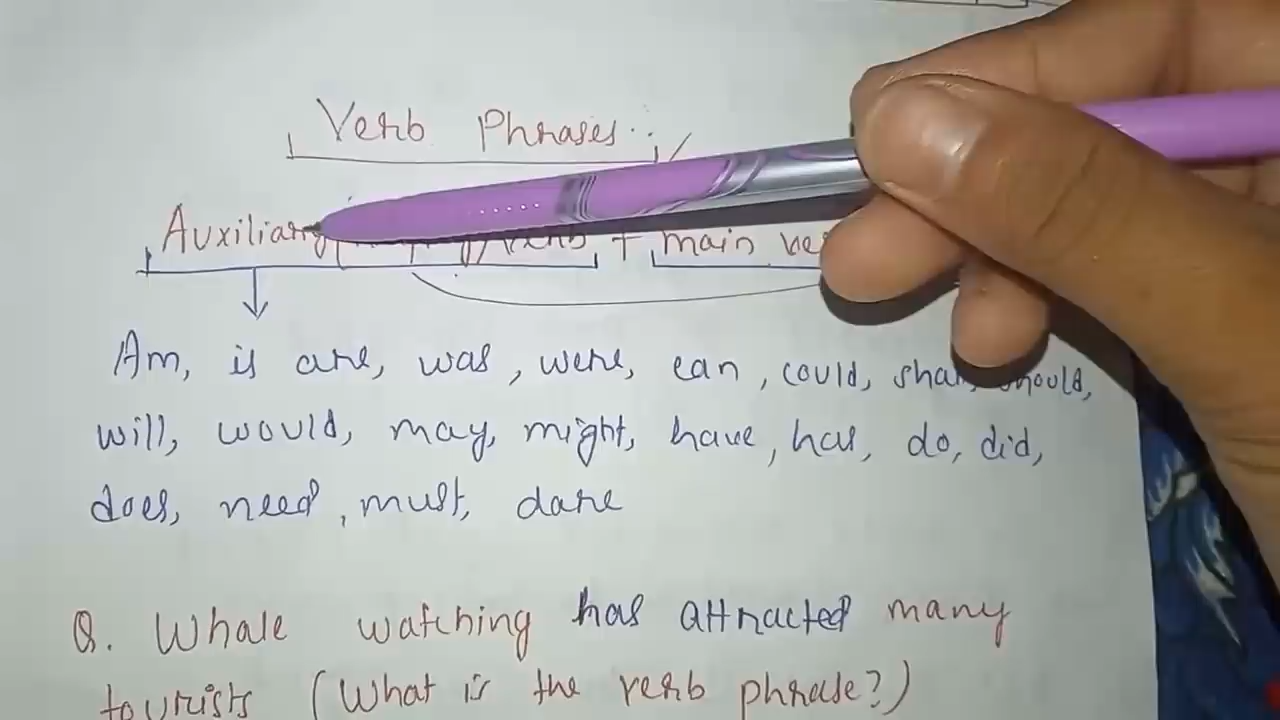 Verb Phrases:
Auxiliary verb + main
Am, is are, was, were, can, could, should,
will, would, may, might, have, has, do, did,
does, need, must, dare
Q. Whale watching has attracted many
tourists (What is the verb phrase?)